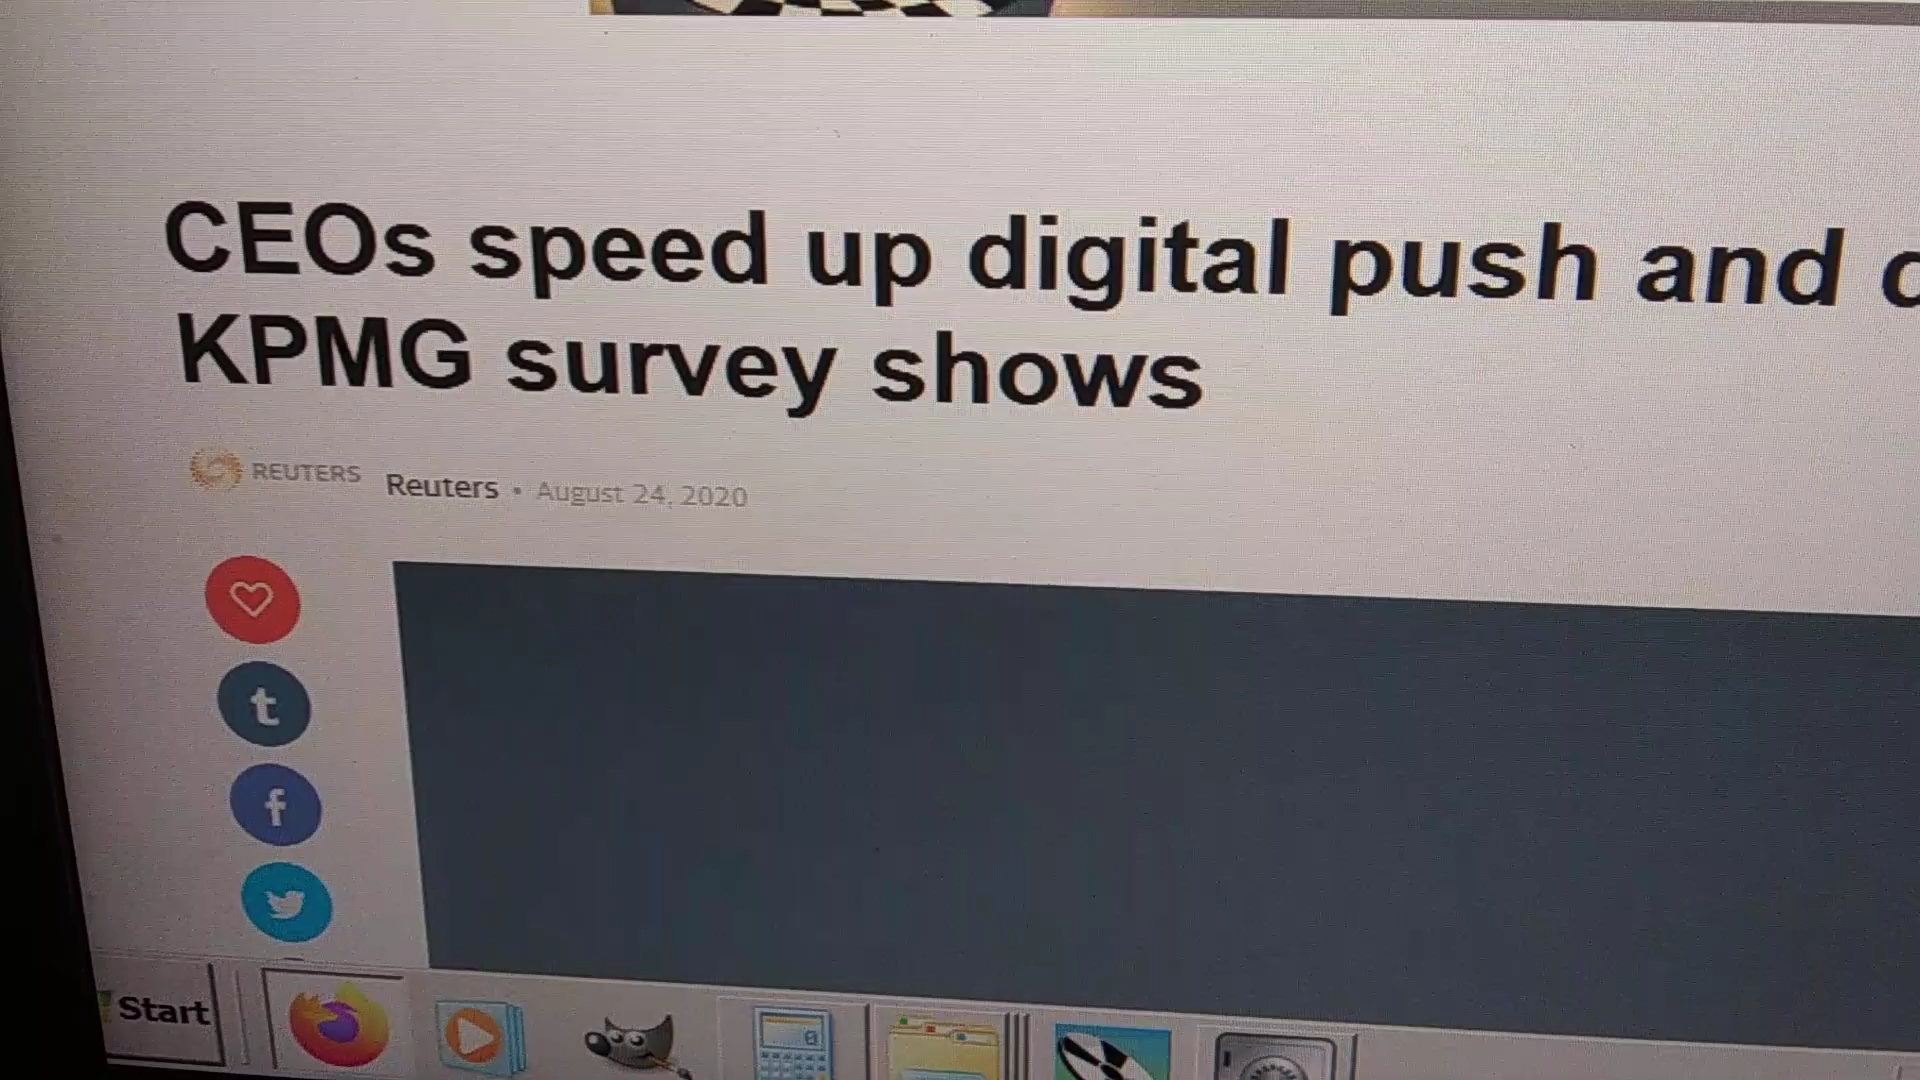 CEOs speed up digital push and
KPMG survey shows
REUTERS Reuters • August 24, 2020
t
f
Start